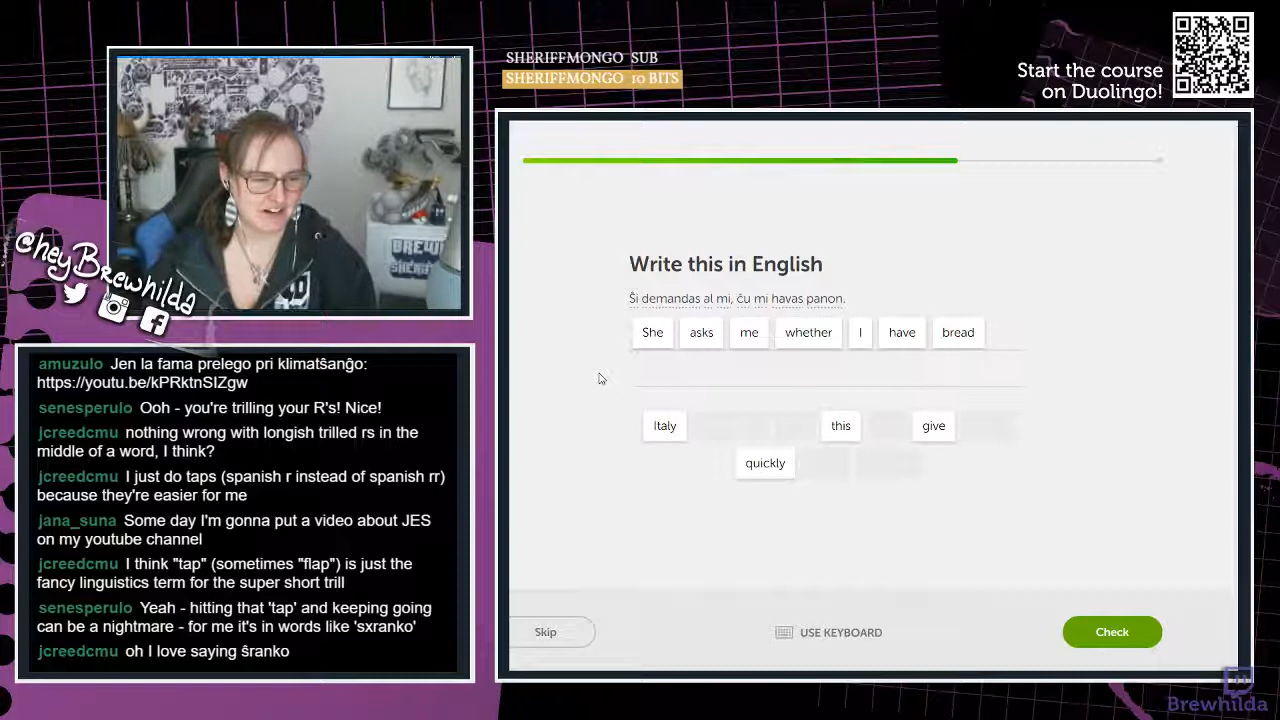 SHERIFFMONGO SUB
SHERIFFMONGO 10 BITS
Start the course
on Duolingo!
@heyBrewhilda
BREW
SHER
Write this in English
Ŝi demandas al mi, ĉu mi havas panon.
She asks me whether I have bread
Italy this give
quickly
Skip
USE KEYBOARD
Check
amuzulo Jen la fama prelego pri klimatŝanĝo:
https://youtu.be/kPRktnSIZgw
senesperulo Ooh - you're trilling your R's! Nice!
jcreedcmu nothing wrong with longish trilled rs in the
middle of a word, I think?
jcreedcmu I just do taps (spanish r instead of spanish rr)
because they're easier for me
jana_suna Some day I'm gonna put a video about JES
on my youtube channel
jcreedcmu I think "tap" (sometimes "flap") is just the
fancy linguistics term for the super short trill
senesperulo Yeah - hitting that 'tap' and keeping going
can be a nightmare - for me it's in words like 'sxranko'
jcreedcmu oh I love saying ŝranko
Brewhilda